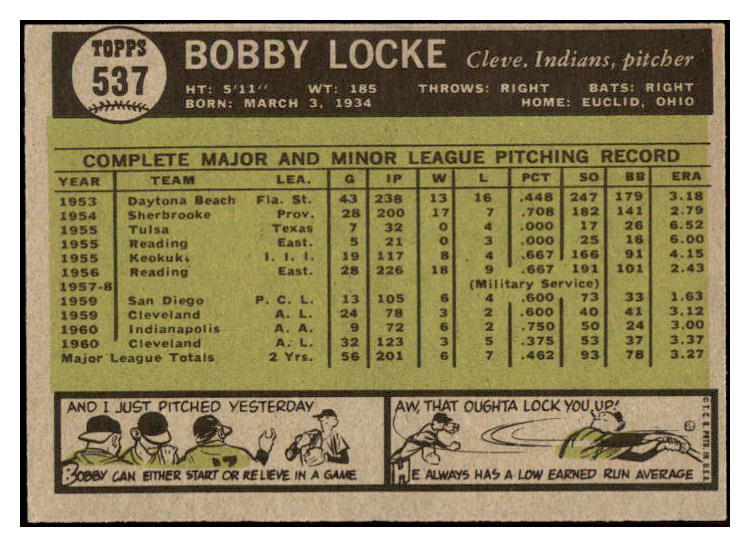 TOPPS
537
BOBBY LOCKE Cleve. Indians, pitcher
HT: 5'11" WT: 185 THROWS: RIGHT BATS: RIGHT
BORN: MARCH 3, 1934 HOME: EUCLID, OHIO
COMPLETE MAJOR AND MINOR LEAGUE PITCHING RECORD
YEAR TEAM LEA. G IP W L PCT SO BB ERA
1953 Daytona Beach Fla. St. 43 238 13 16 .448 247 179 3.18
1954 Sherbrooke Prov. 28 200 17 7 .708 182 141 2.79
1955 Tulsa Texas 7 32 0 4 .000 17 26 6.52
1955 Reading East. 5 21 0 3 .000 25 16 6.00
1955 Keokuk I. I. I. 19 117 8 4 .667 166 91 4.15
1956 Reading East. 28 226 18 9 .667 191 101 2.43
1957-8 (Military Service)
1959 San Diego P. C. L. 13 105 6 4 .600 73 33 1.63
1959 Cleveland A. L. 24 78 3 2 .600 40 41 3.12
1960 Indianapolis A. A. 9 72 6 2 .750 50 24 3.00
1960 Cleveland A. L. 32 123 3 5 .375 53 37 3.37
Major League Totals 2 Yrs. 56 201 6 7 .462 93 78 3.27
AND I JUST PITCHED YESTERDAY
BOBBY CAN EITHER START OR RELIEVE IN A GAME
AW, THAT OUGHTA LOCK YOU UP!
HE ALWAYS HAS A LOW EARNED RUN AVERAGE
© T.C.G. PRTD. IN U.S.A.